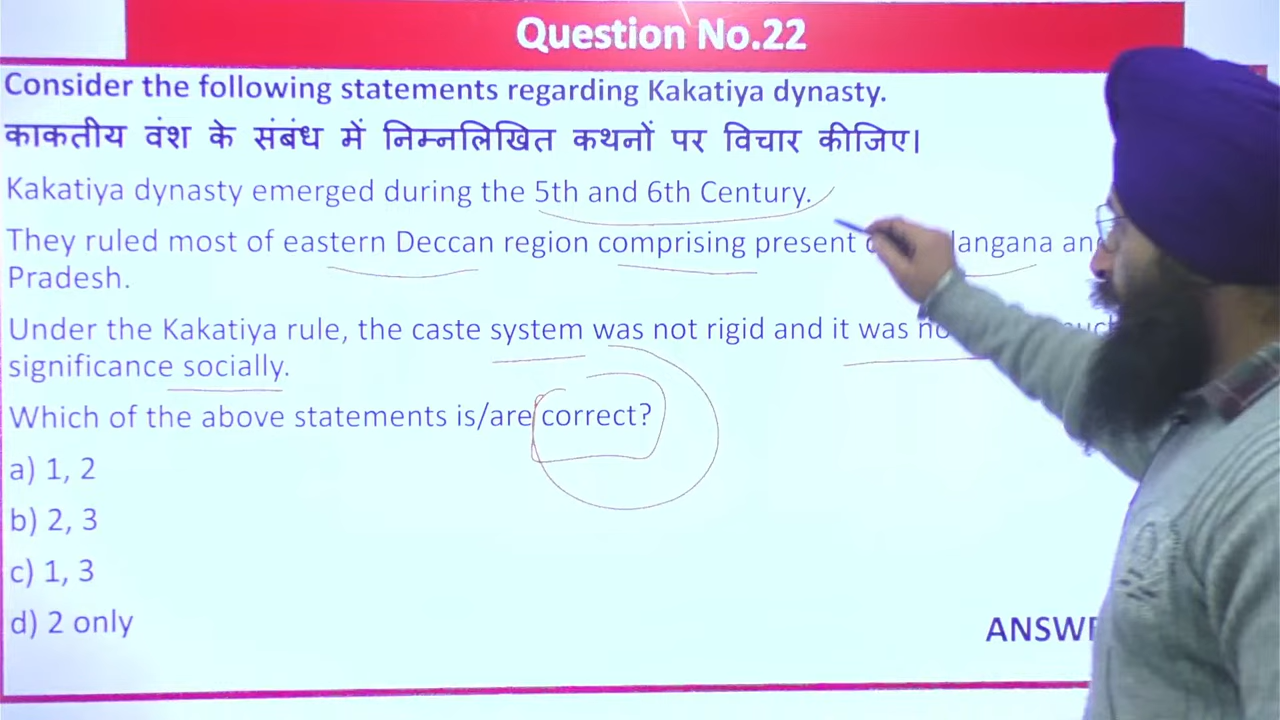 Question No.22
Consider the following statements regarding Kakatiya dynasty.
काकतीय वंश के संबंध में निम्नलिखित कथनों पर विचार कीजिए।
Kakatiya dynasty emerged during the 5th and 6th Century.
They ruled most of eastern Deccan region comprising present
Pradesh.
Under the Kakatiya rule, the caste system was not rigid and it was
significance socially.
Which of the above statements is/are correct?
a) 1, 2
b) 2, 3
c) 1, 3
d) 2 only